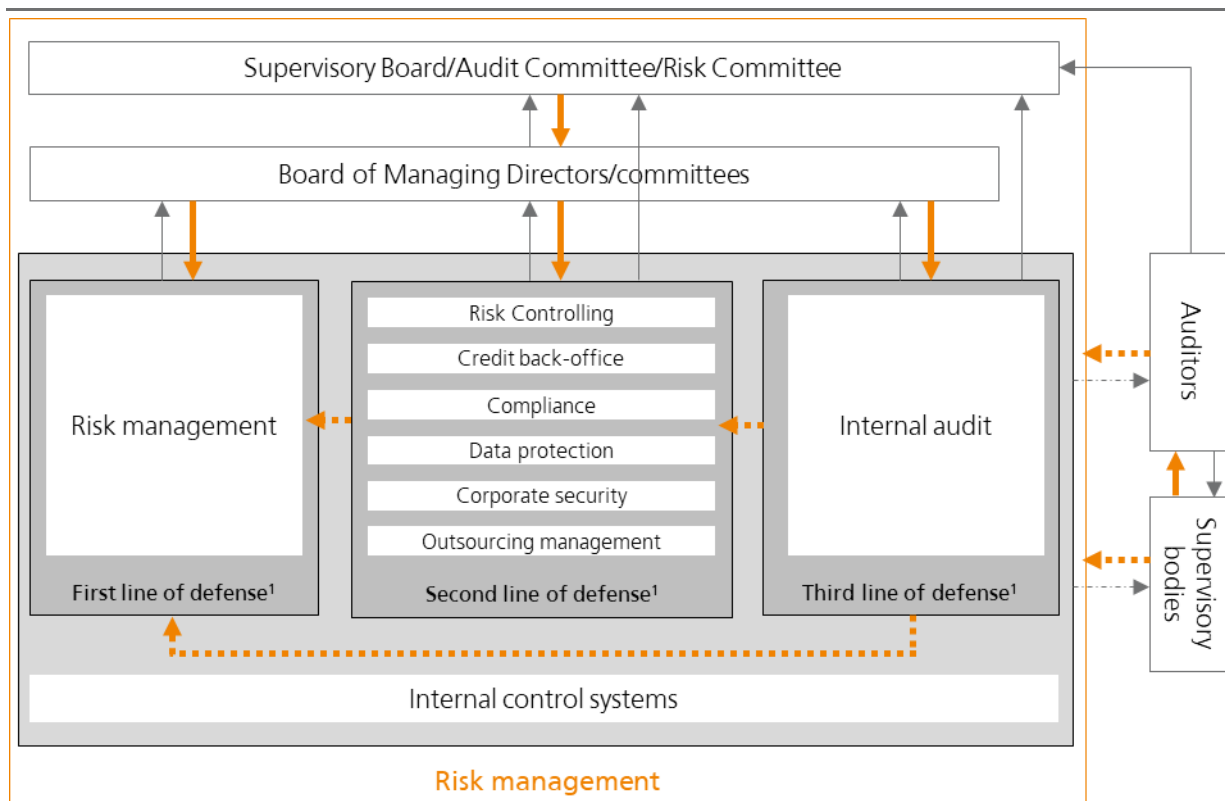 Supervisory Board/Audit Committee/Risk Committee
Board of Managing Directors/committees
Risk management
First line of defense¹
Risk Controlling
Credit back-office
Compliance
Data protection
Corporate security
Outsourcing management
Second line of defense¹
Internal audit
Third line of defense¹
Internal control systems
Risk management
Auditors
Supervisory
bodies